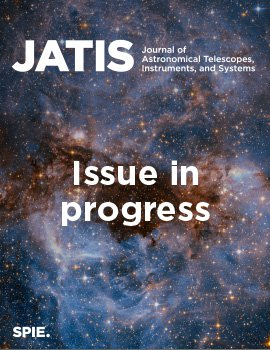 JATIS
Journal of
Astronomical Telescopes,
Instruments, and Systems
Issue in
progress
SPIE.